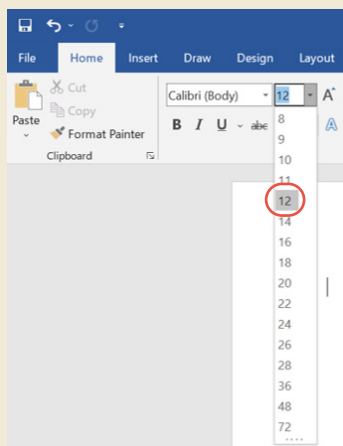 File Home Insert Draw Design Layout
Cut
Calibri (Body) 12 A
Copy
Paste
B I U abc A
Format Painter
Clipboard
8
9
10
11
12
14
16
18
20
22
24
26
28
36
48
72